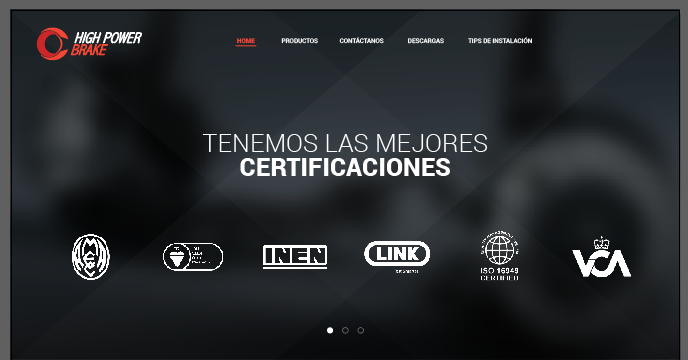 HIGH POWER
BRAKE
HOME PRODUCTOS CONTÁCTANOS DESCARGAS TIPS DE INSTALACIÓN
TENEMOS LAS MEJORES
CERTIFICACIONES
INEN
LINK
ISO 16949
CERTIFIED
VCA